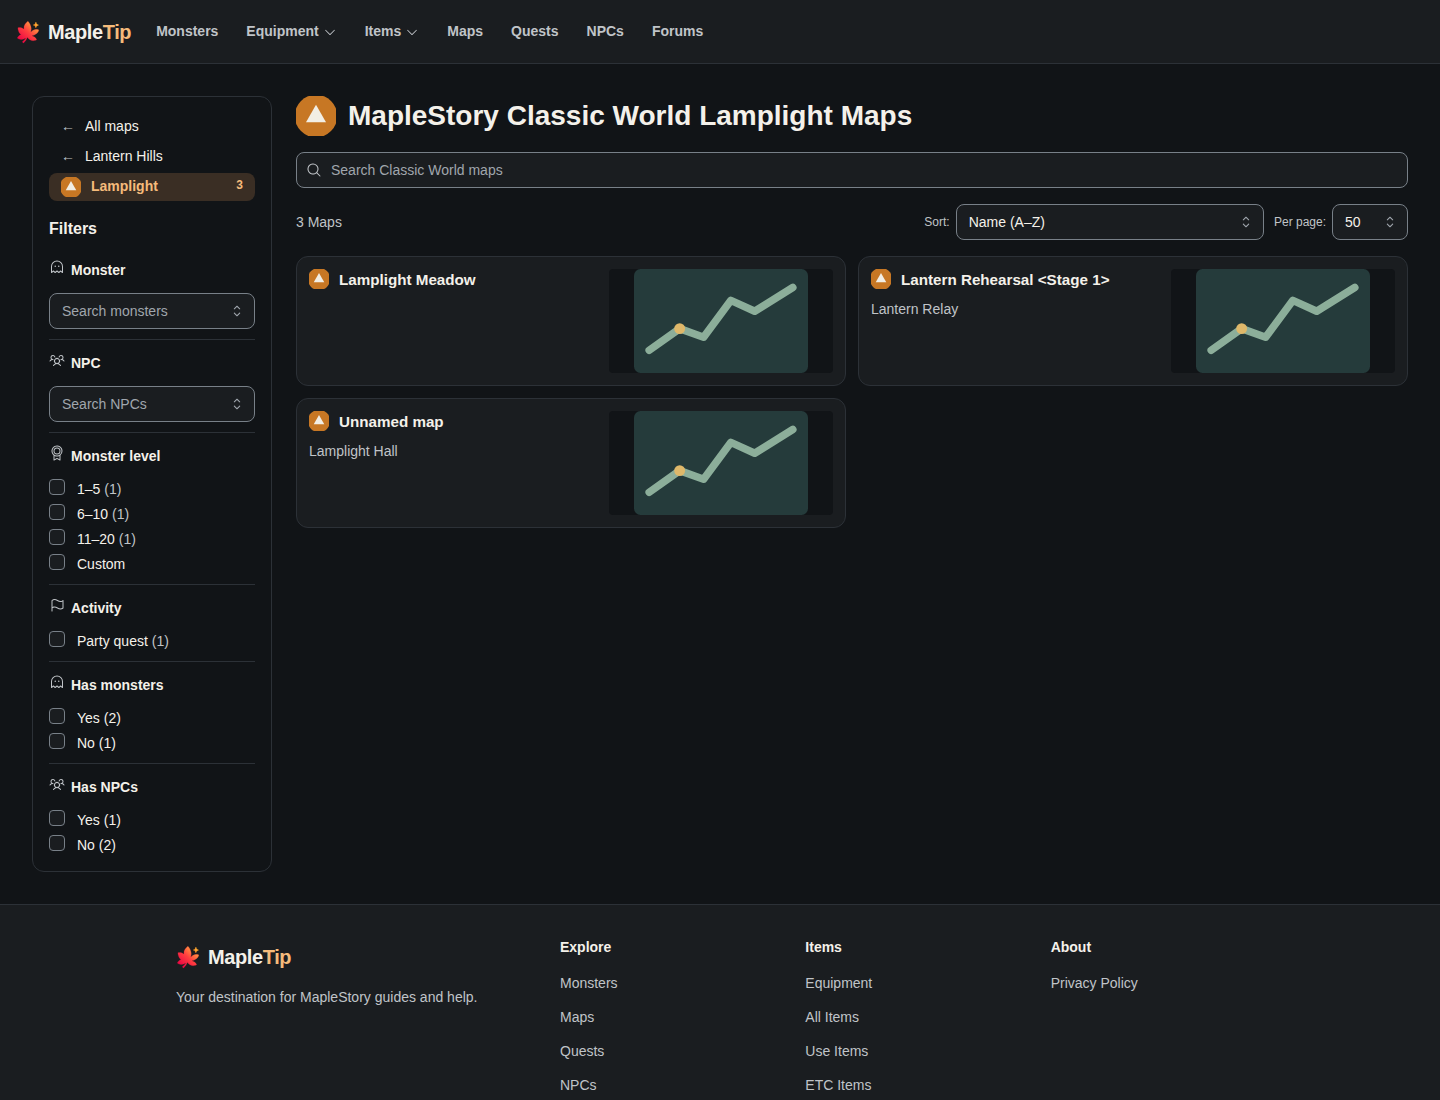 MapleTip
Monsters
Equipment
Items
Maps
Quests
NPCs
Forums
← All maps
← Lantern Hills
Lamplight 3
Filters
Monster
Search monsters
NPC
Search NPCs
Monster level
1–5 (1)
6–10 (1)
11–20 (1)
Custom
Activity
Party quest (1)
Has monsters
Yes (2)
No (1)
Has NPCs
Yes (1)
No (2)
MapleStory Classic World Lamplight Maps
Search Classic World maps
3 Maps
Sort: Name (A–Z)
Per page: 50
Lamplight Meadow
Lantern Rehearsal <Stage 1>
Lantern Relay
Unnamed map
Lamplight Hall
MapleTip
Your destination for MapleStory guides and help.
Explore
Monsters
Maps
Quests
NPCs
Items
Equipment
All Items
Use Items
ETC Items
About
Privacy Policy